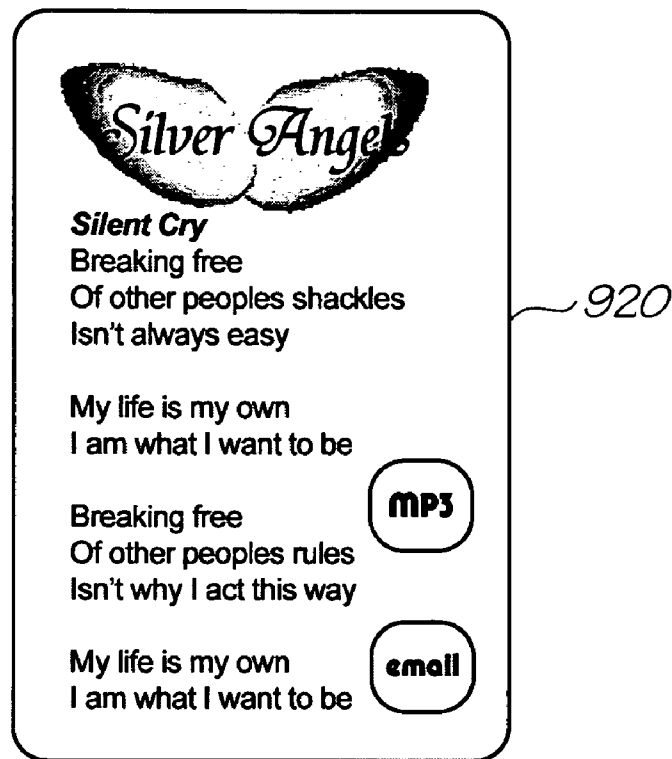 Silver Angels
Silent Cry
Breaking free
Of other peoples shackles
Isn't always easy
My life is my own
I am what I want to be
MP3
Breaking free
Of other peoples rules
Isn't why I act this way
My life is my own
I am what I want to be
email
920